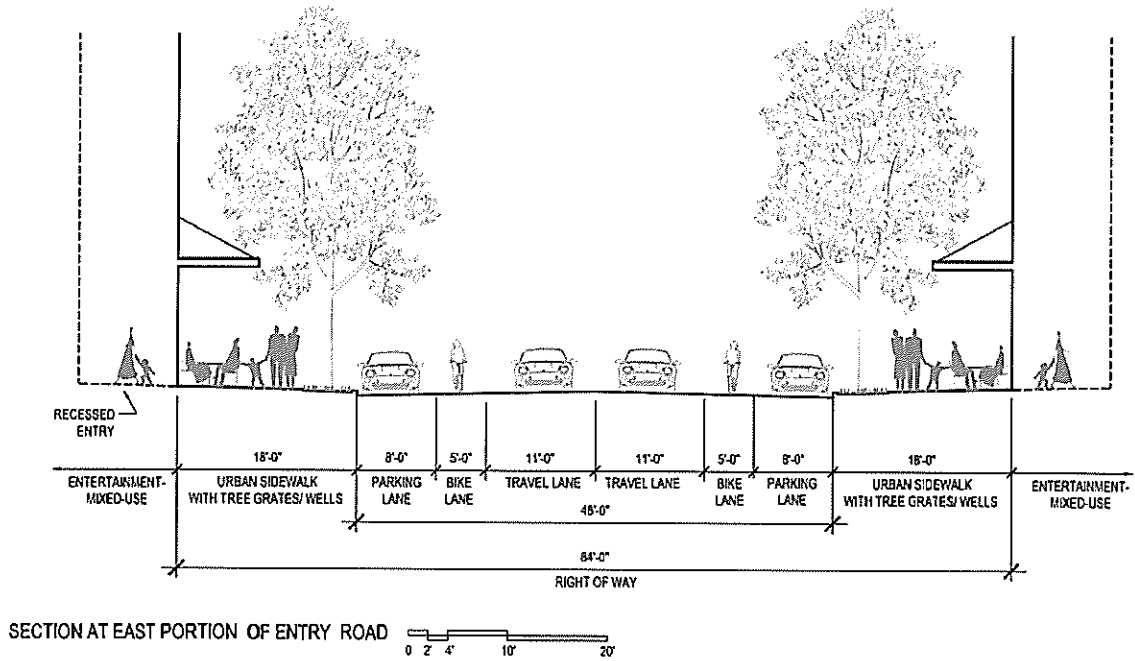 RECESSED
ENTRY
18'-0" 8'-0" 5'-0" 11'-0" 11'-0" 5'-0" 8'-0" 18'-0"
ENTERTAINMENT-
MIXED-USE
URBAN SIDEWALK
WITH TREE GRATES/ WELLS
PARKING
LANE
BIKE
LANE
TRAVEL LANE
TRAVEL LANE
BIKE
LANE
PARKING
LANE
URBAN SIDEWALK
WITH TREE GRATES/ WELLS
ENTERTAINMENT-
MIXED-USE
48'-0"
84'-0"
RIGHT OF WAY
SECTION AT EAST PORTION OF ENTRY ROAD
0 2' 4' 10' 20'